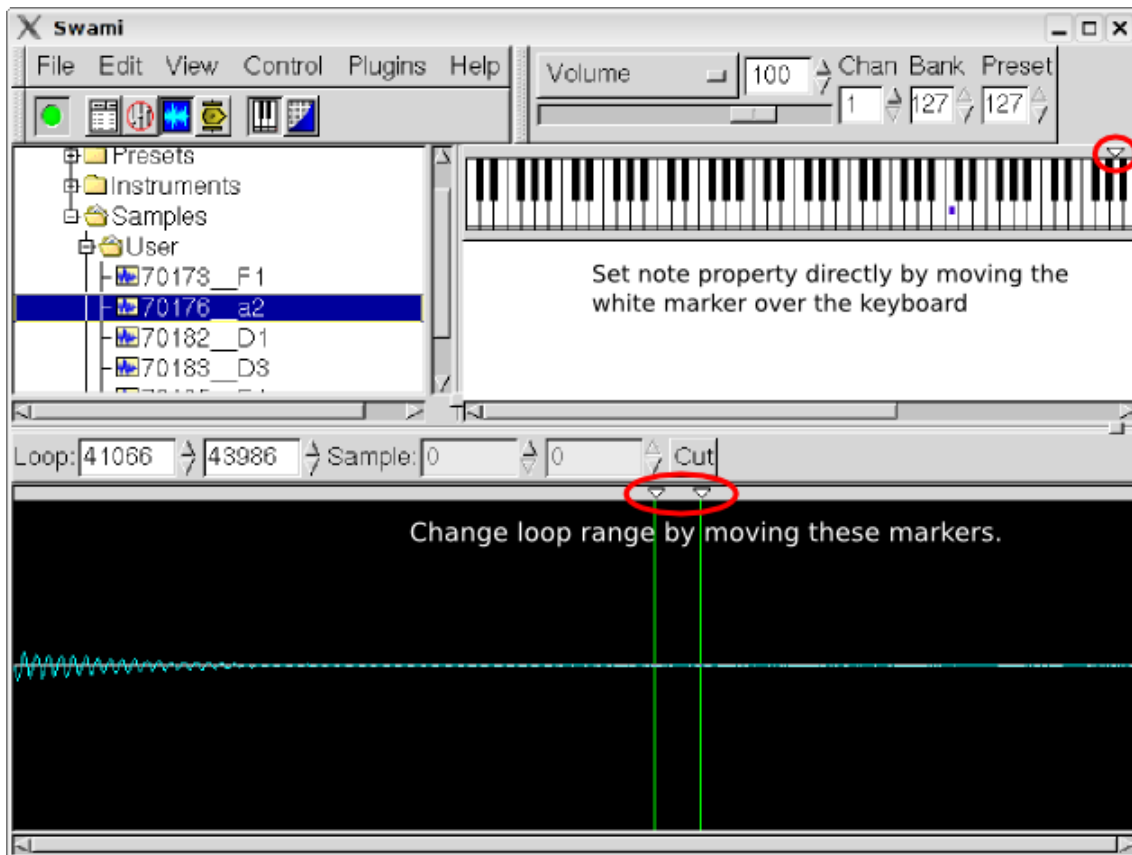 Swami
File Edit View Control Plugins Help
Volume 100 Chan Bank Preset
1 127 127
Presets
Instruments
Samples
User
70173__F1
70176__a2
70182__D1
70183__D3
Set note property directly by moving the
white marker over the keyboard
Loop: 41066 43986 Sample: 0 0 Cut
Change loop range by moving these markers.